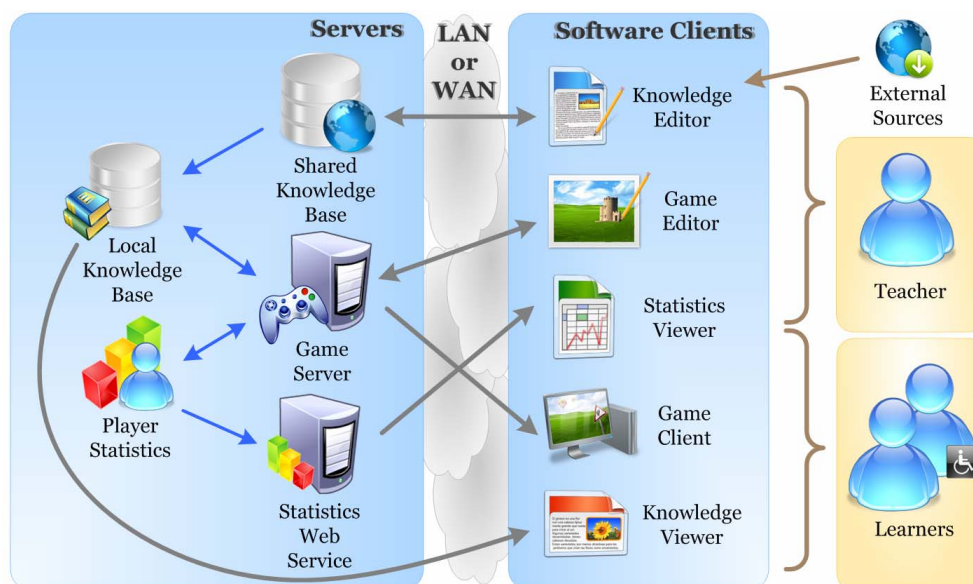 Servers
LAN
or
WAN
Software Clients
Shared
Knowledge
Base
Local
Knowledge
Base
Game
Server
Player
Statistics
Statistics
Web
Service
Knowledge
Editor
Game
Editor
Statistics
Viewer
Game
Client
Knowledge
Viewer
External
Sources
Teacher
Learners